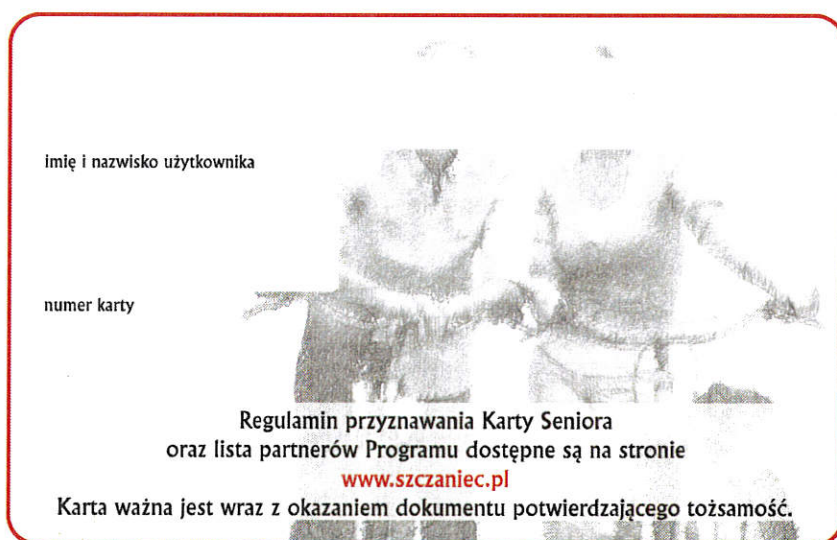 imię i nazwisko użytkownika
numer karty
Regulamin przyznawania Karty Seniora
oraz lista partnerów Programu dostępne są na stronie
www.szczaniec.pl
Karta ważna jest wraz z okazaniem dokumentu potwierdzającego tożsamość.